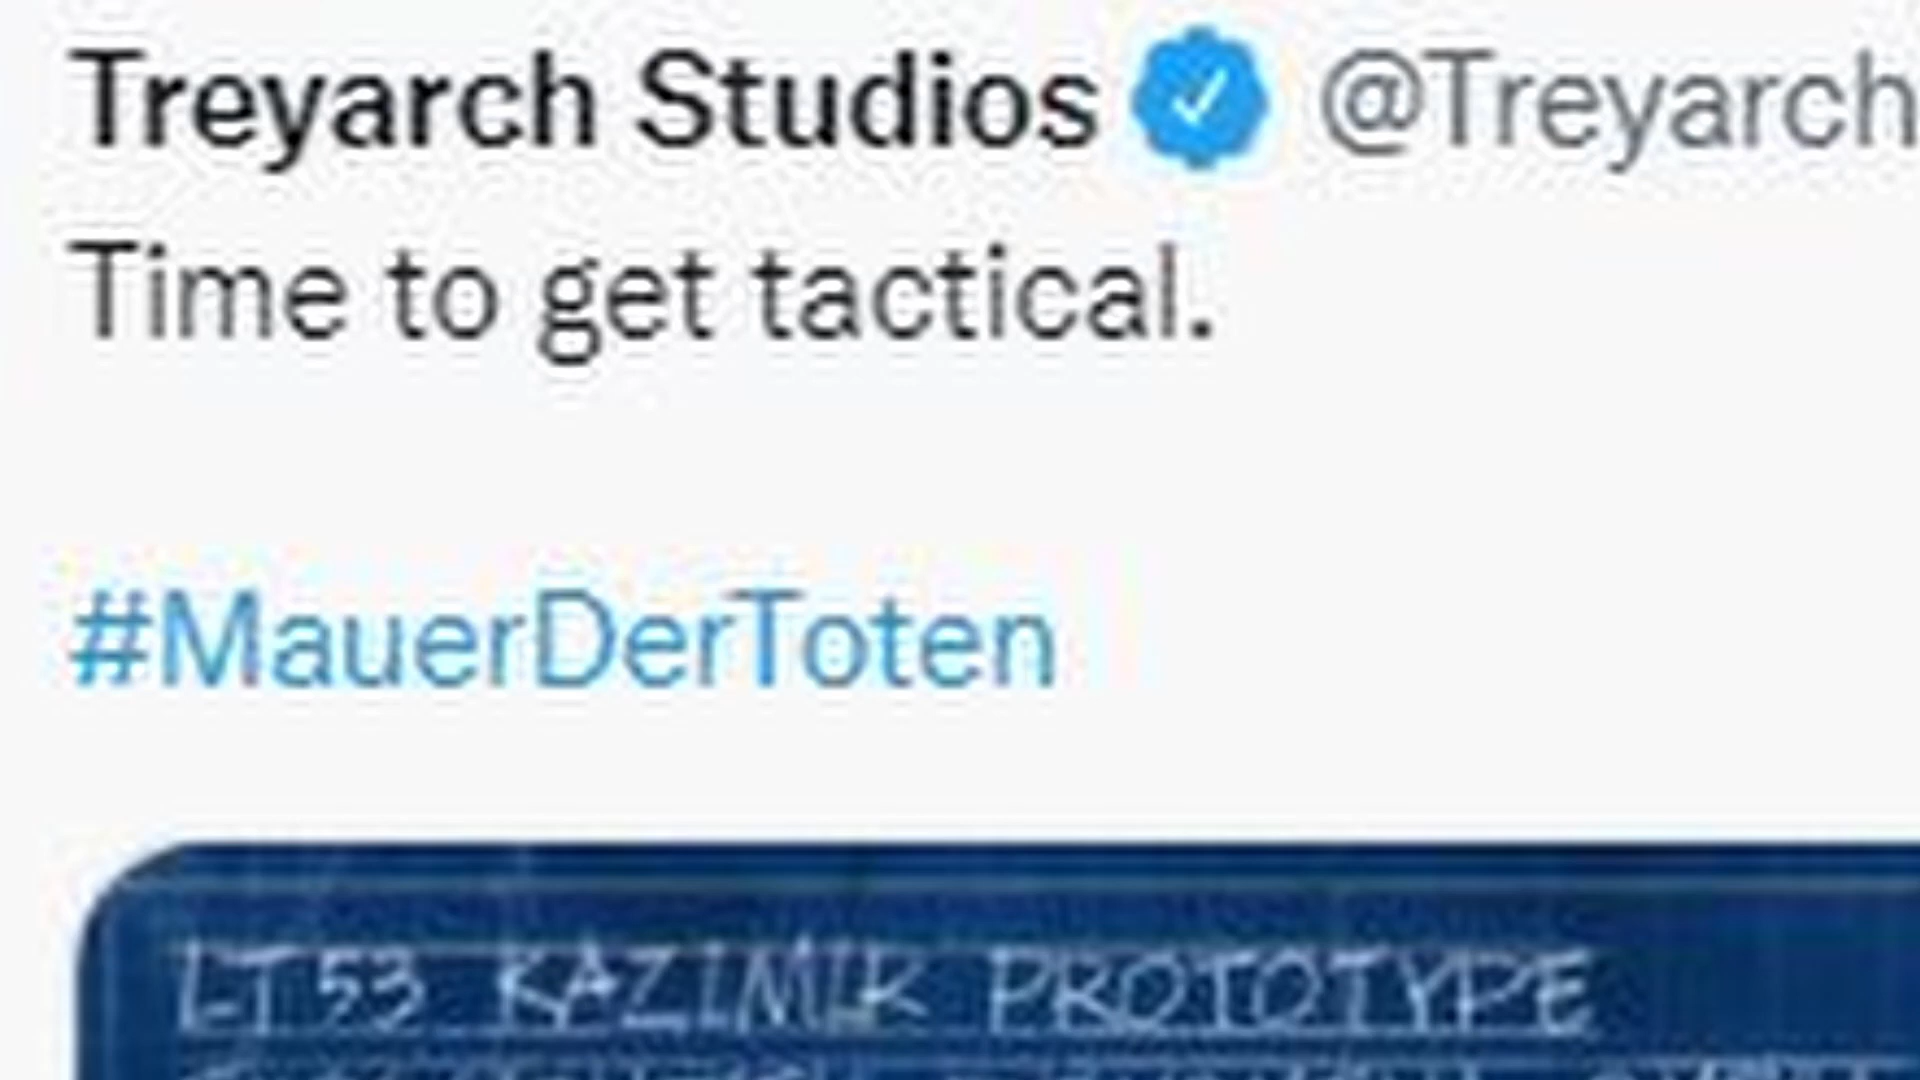 Treyarch Studios @Treyarch
Time to get tactical.
#MauerDerToten
LT53 KAZIMIR PROTOTYPE